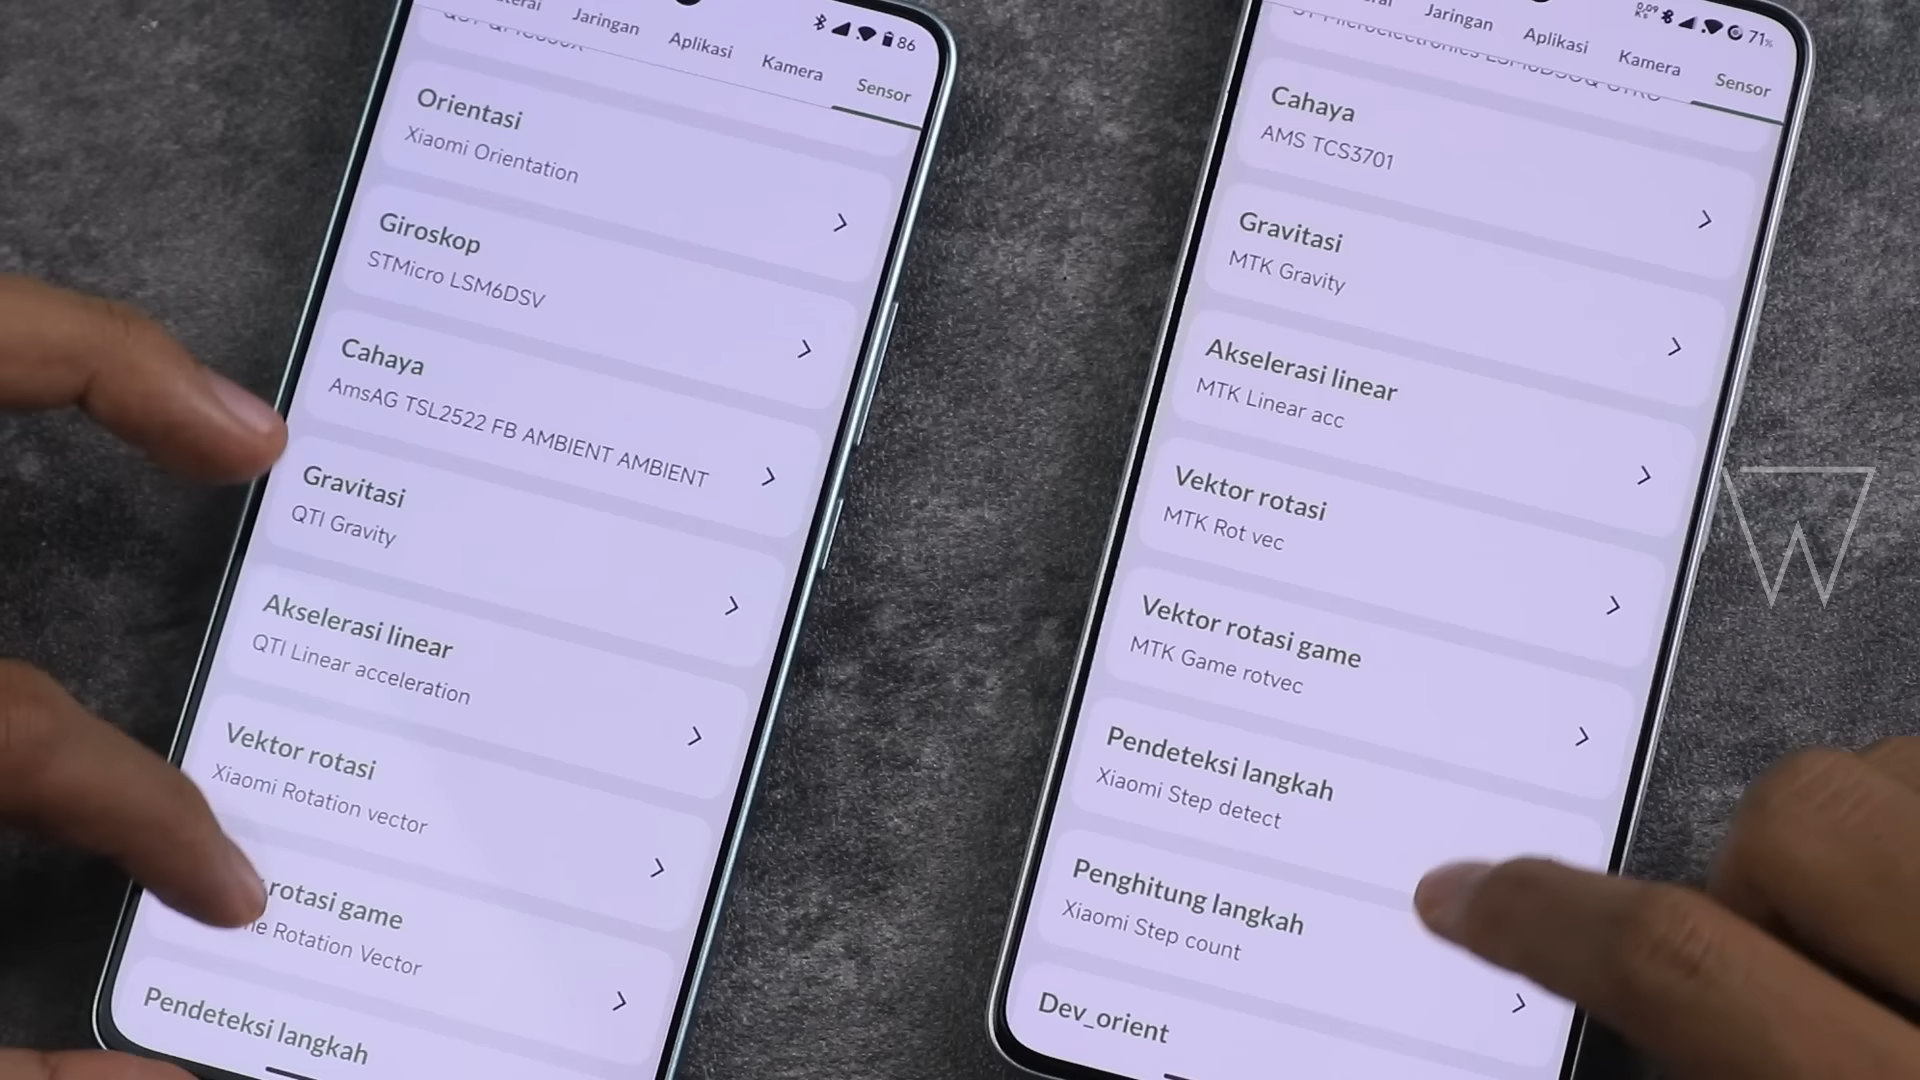 Jaringan
Aplikasi
Kamera
Sensor
86
Orientasi
Xiaomi Orientation
Giroskop
STMicro LSM6DSV
Cahaya
AmsAG TSL2522 FB AMBIENT AMBIENT
Gravitasi
QTI Gravity
Akselerasi linear
QTI Linear acceleration
Vektor rotasi
Xiaomi Rotation vector
rotasi game
Rotation Vector
Pendeteksi langkah
Jaringan
Aplikasi
Kamera
Sensor
71%
Cahaya
AMS TCS3701
Gravitasi
MTK Gravity
Akselerasi linear
MTK Linear acc
Vektor rotasi
MTK Rot vec
Vektor rotasi game
MTK Game rotvec
Pendeteksi langkah
Xiaomi Step detect
Penghitung langkah
Xiaomi Step count
Dev_orient
W